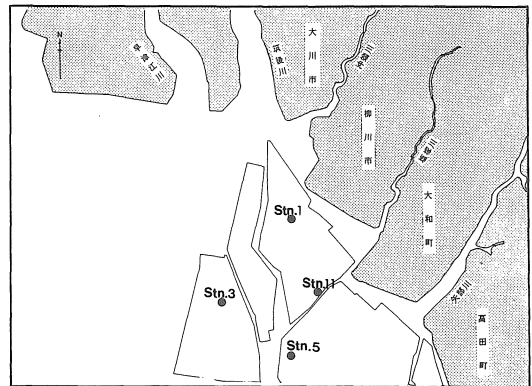 N
早津江川
筑後川
大川市
沖端川
柳川市
塩塚川
大和町
矢部川
高田町
Stn.1
Stn.11
Stn.3
Stn.5